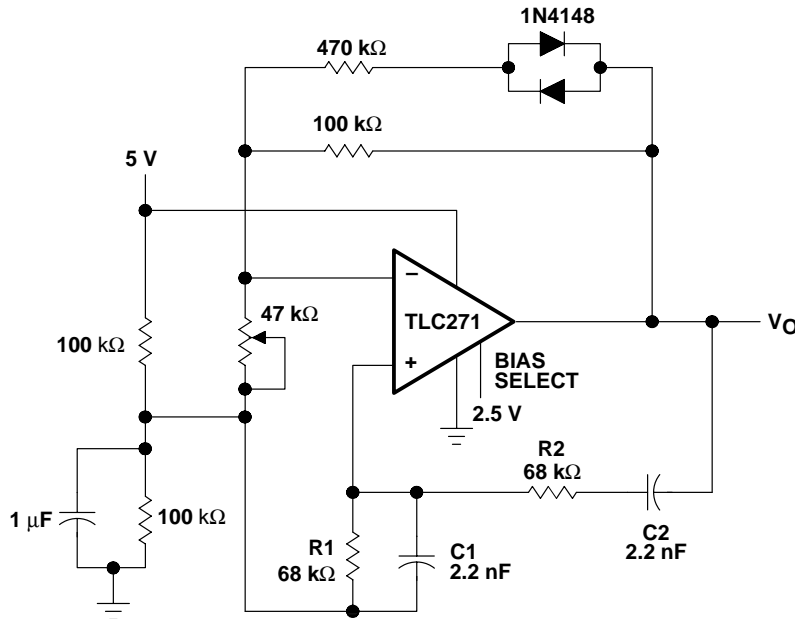 1N4148
470 kΩ
100 kΩ
5 V
47 kΩ
−
TLC271
+
100 kΩ
BIAS
SELECT
2.5 V
VO
R2
68 kΩ
1 µF
100 kΩ
R1
68 kΩ
C1
2.2 nF
C2
2.2 nF